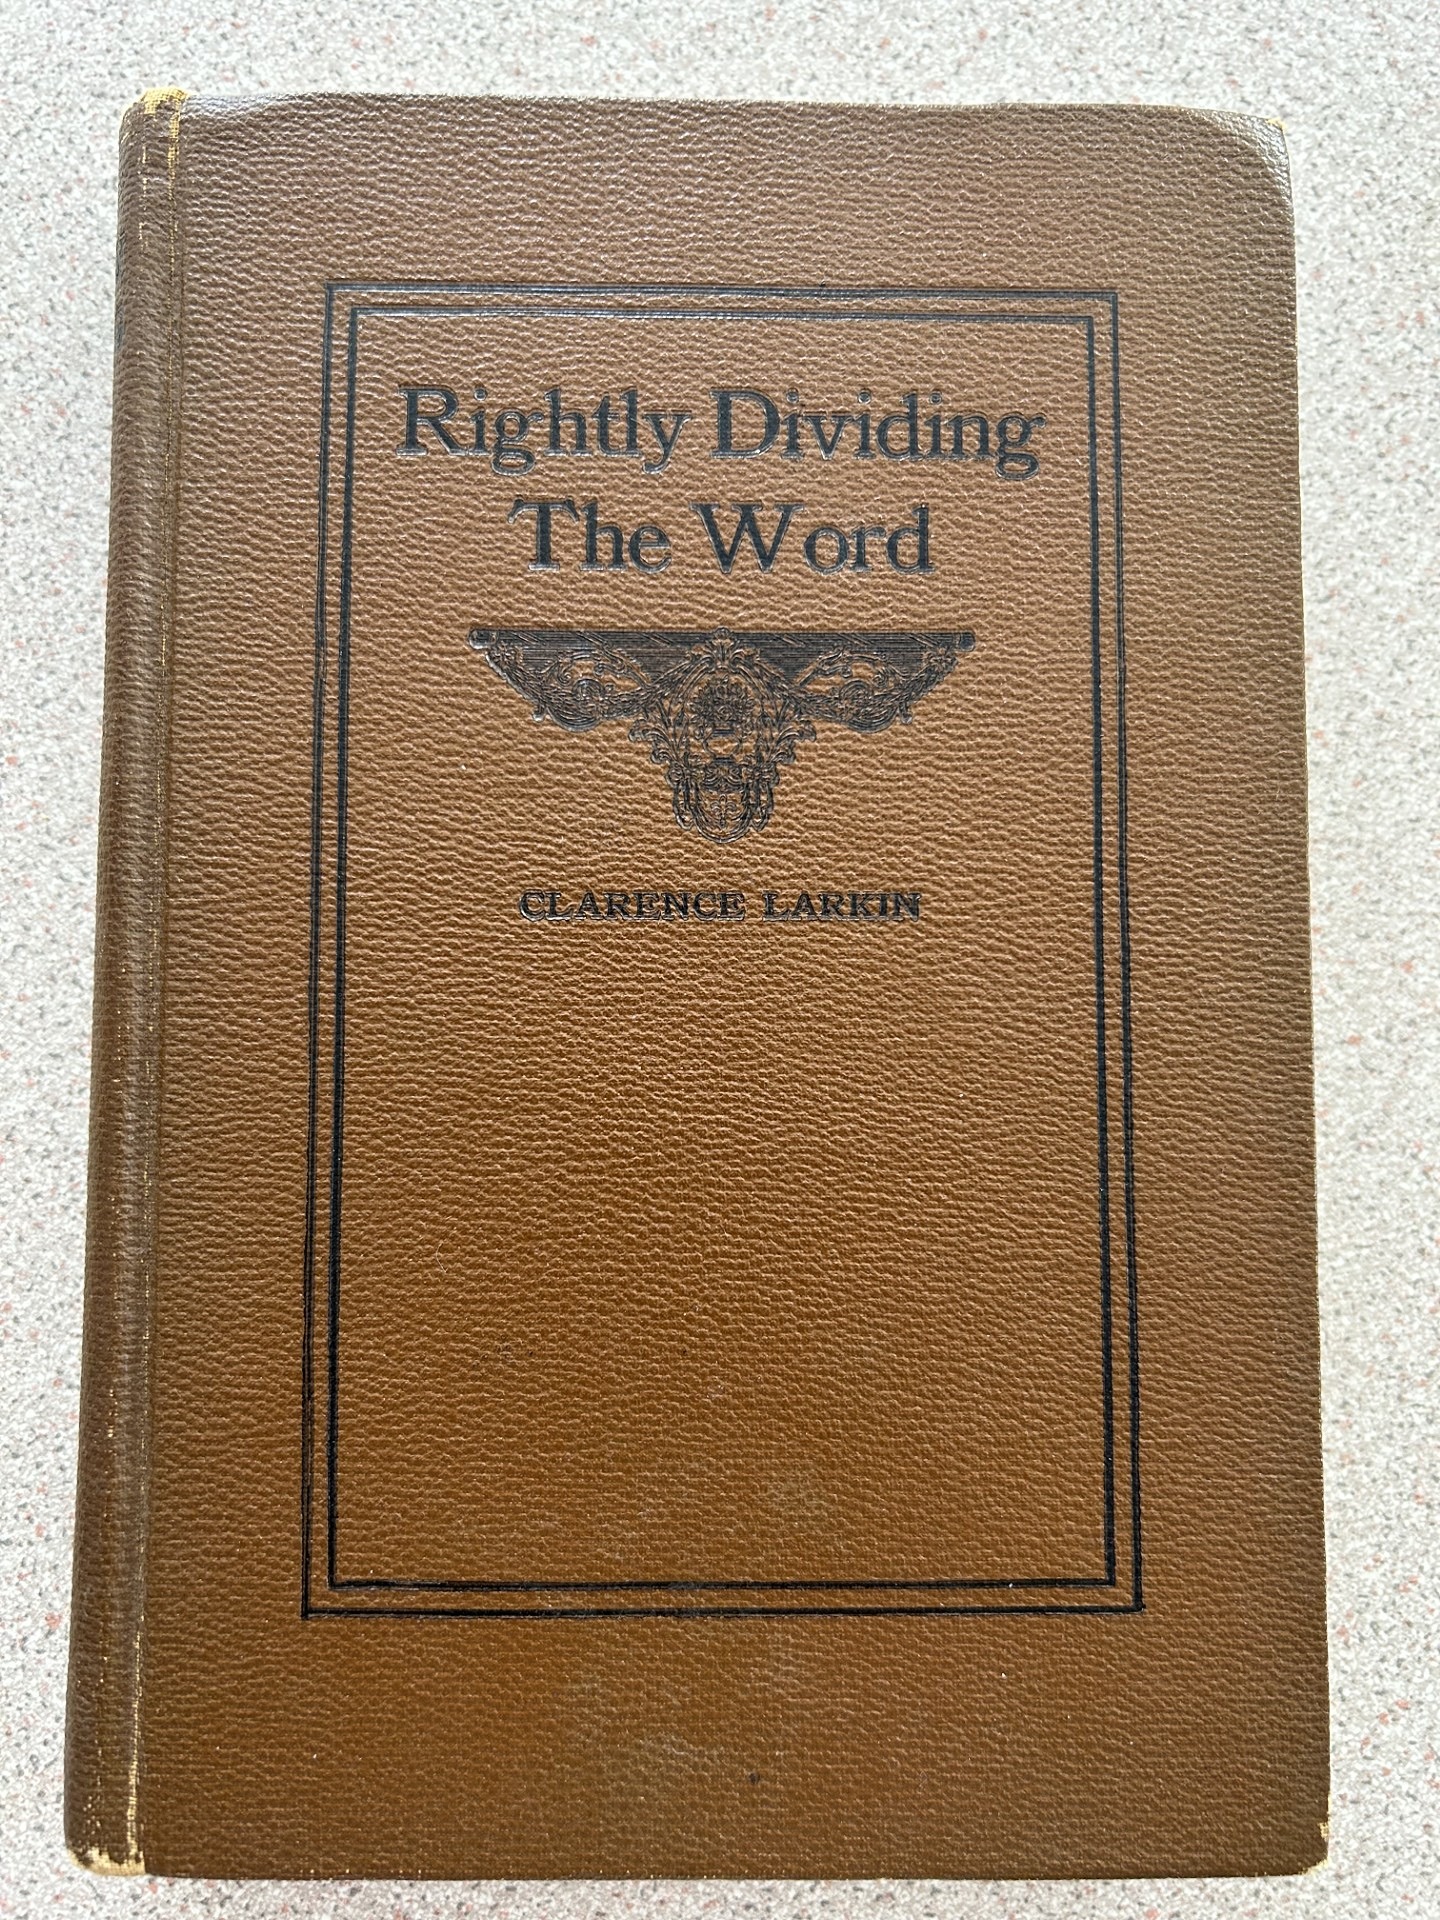 Rightly Dividing
The Word
CLARENCE LARKIN